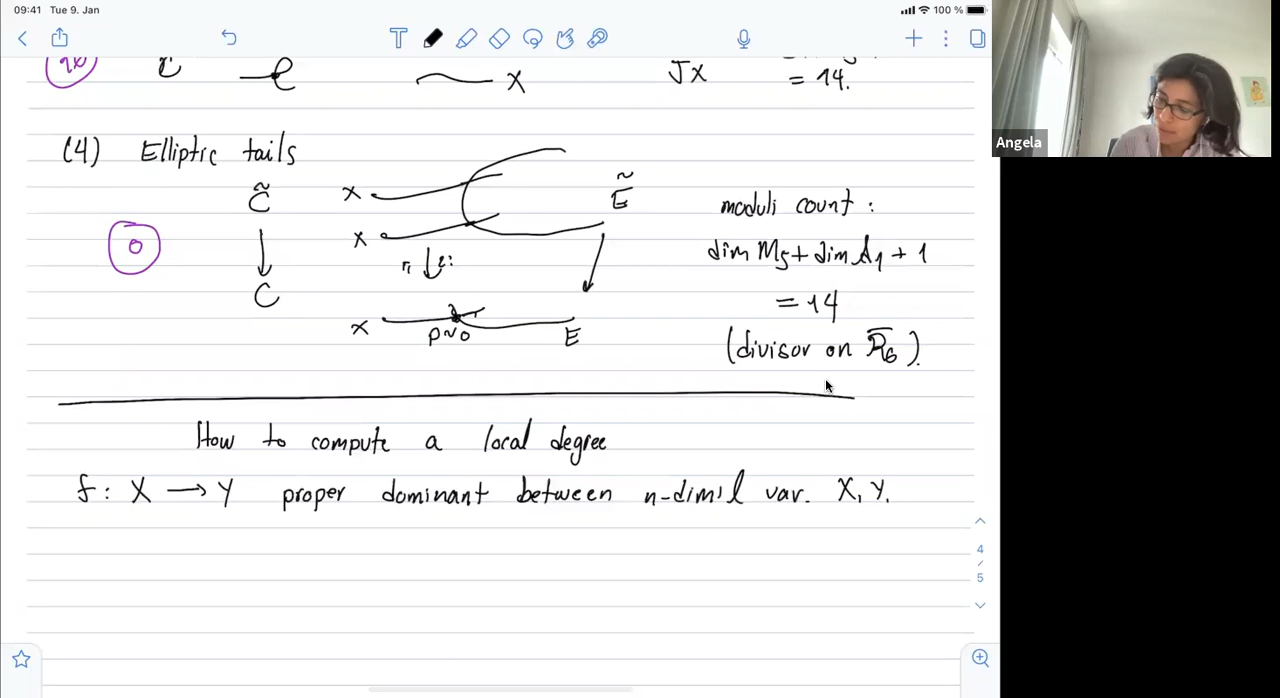 09:41 Tue 9. Jan 100 %
X JX = 14.
(4) Elliptic tails
C̃ X Ẽ moduli count :
0 X dim M5 + dim A1 + 1
C = 14
X p~0 E (divisor on R̄6).
How to compute a local degree
f : X → Y proper dominant between n-dim'l var. X, Y.
4
5
Angela